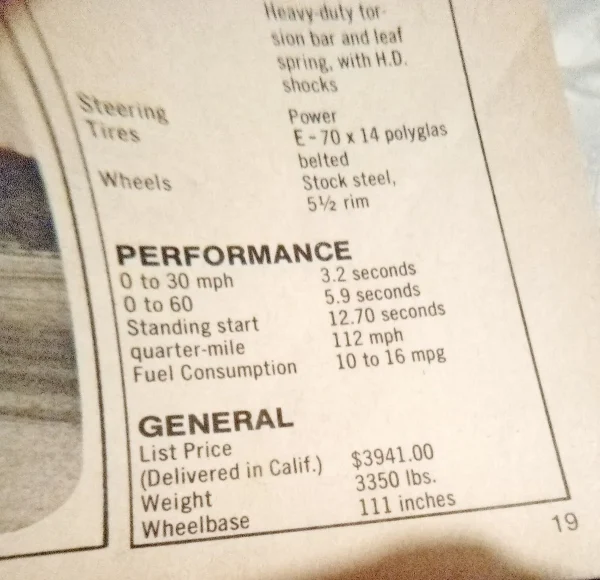 Heavy-duty tor-
sion bar and leaf
spring, with H.D.
shocks
Steering Power
Tires E-70 x 14 polyglas
belted
Wheels Stock steel,
5½ rim
PERFORMANCE
0 to 30 mph 3.2 seconds
0 to 60 5.9 seconds
Standing start 12.70 seconds
quarter-mile 112 mph
Fuel Consumption 10 to 16 mpg
GENERAL
List Price
(Delivered in Calif.) $3941.00
Weight 3350 lbs.
Wheelbase 111 inches
19